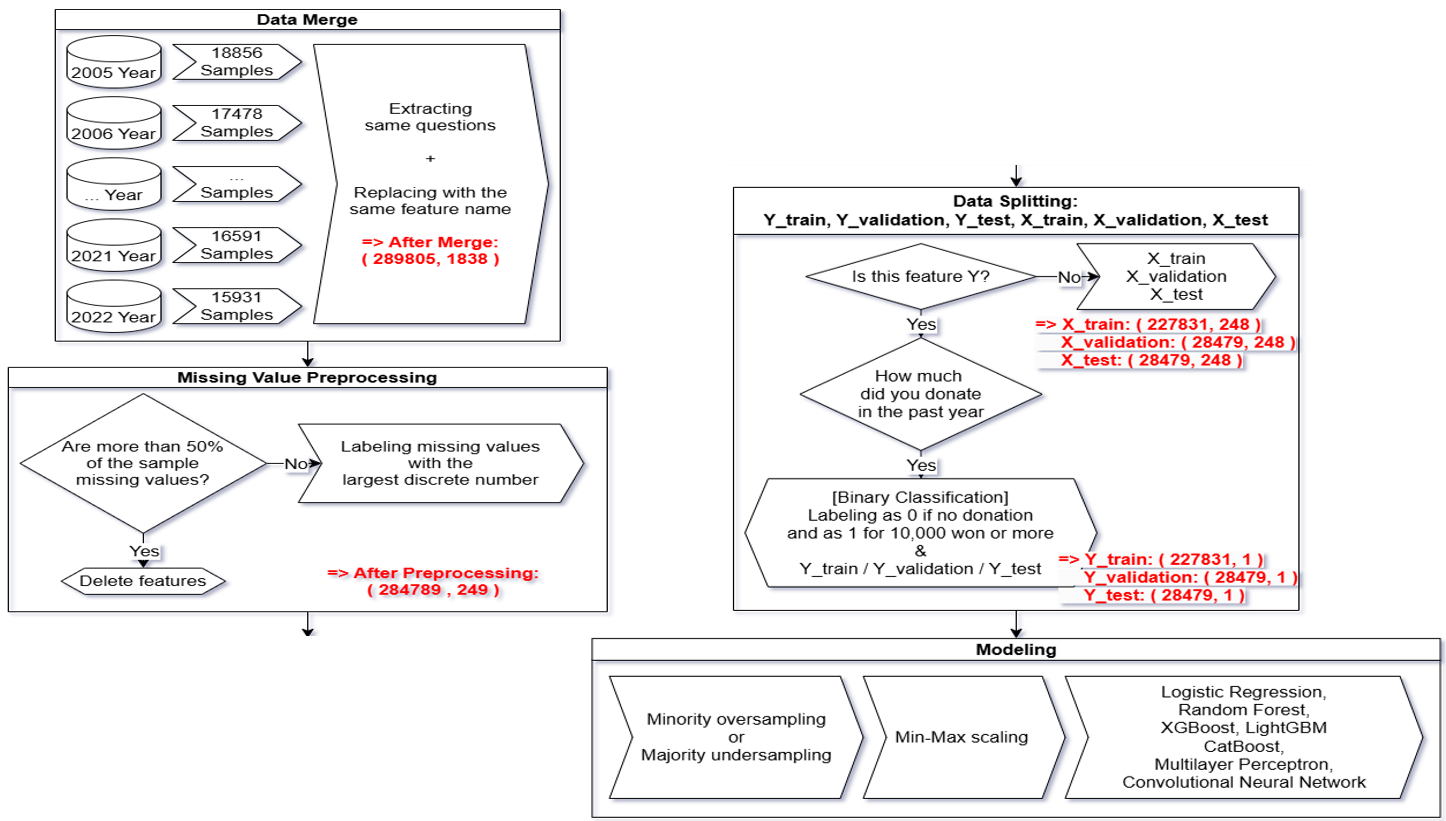 Data Merge
2005 Year
18856
Samples
2006 Year
17478
Samples
... Year
...
Samples
2021 Year
16591
Samples
2022 Year
15931
Samples
Extracting
same questions
+
Replacing with the
same feature name
=> After Merge:
( 289805, 1838 )
Missing Value Preprocessing
Are more than 50%
of the sample
missing values?
No
Labeling missing values
with the
largest discrete number
Yes
Delete features
=> After Preprocessing:
( 284789 , 249 )
Data Splitting:
Y_train, Y_validation, Y_test, X_train, X_validation, X_test
Is this feature Y?
No
X_train
X_validation
X_test
=> X_train: ( 227831, 248 )
X_validation: ( 28479, 248 )
X_test: ( 28479, 248 )
Yes
How much
did you donate
in the past year
Yes
[Binary Classification]
Labeling as 0 if no donation
and as 1 for 10,000 won or more
&
Y_train / Y_validation / Y_test
=> Y_train: ( 227831, 1 )
Y_validation: ( 28479, 1 )
Y_test: ( 28479, 1 )
Modeling
Minority oversampling
or
Majority undersampling
Min-Max scaling
Logistic Regression,
Random Forest,
XGBoost, LightGBM
CatBoost,
Multilayer Perceptron,
Convolutional Neural Network